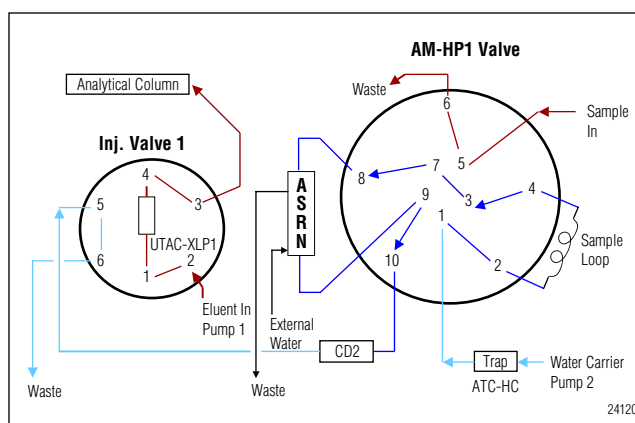 AM-HP1 Valve
Waste
Analytical Column
6
Sample
In
Inj. Valve 1
5
7
8
4
A
S
R
N
3
4
9
3
5
1
Sample
Loop
UTAC-XLP1
6
1
2
10
2
Eluent In
Pump 1
External
Water
CD2
Trap
Water Carrier
Pump 2
ATC-HC
Waste
Waste
24120